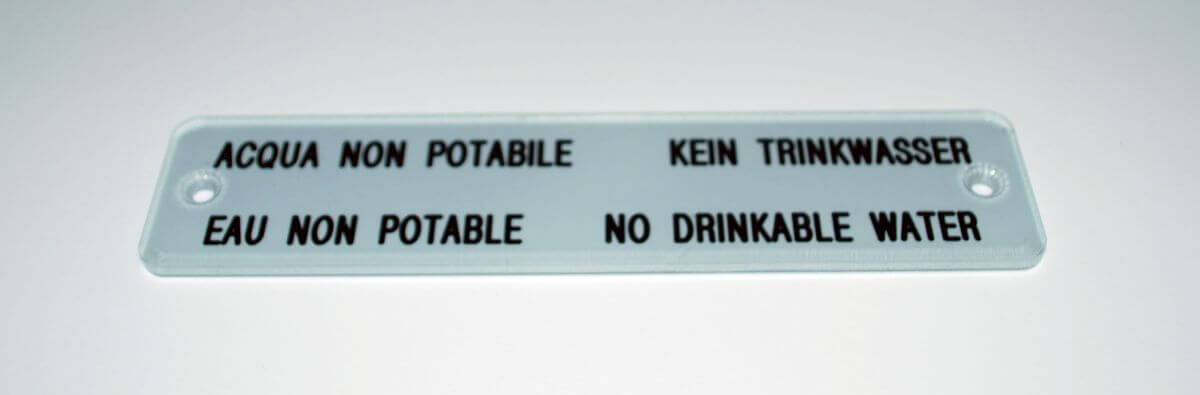 ACQUA NON POTABILE KEIN TRINKWASSER
EAU NON POTABLE NO DRINKABLE WATER